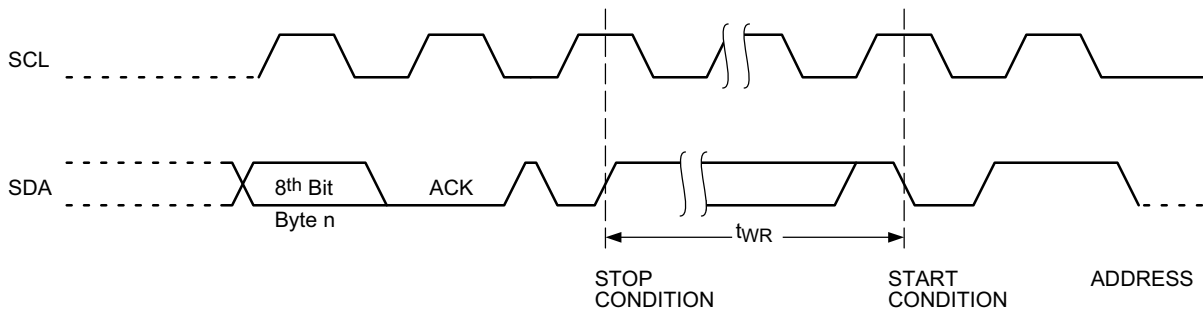 SCL
SDA
8th Bit
Byte n
ACK
tWR
STOP
CONDITION
START
CONDITION
ADDRESS